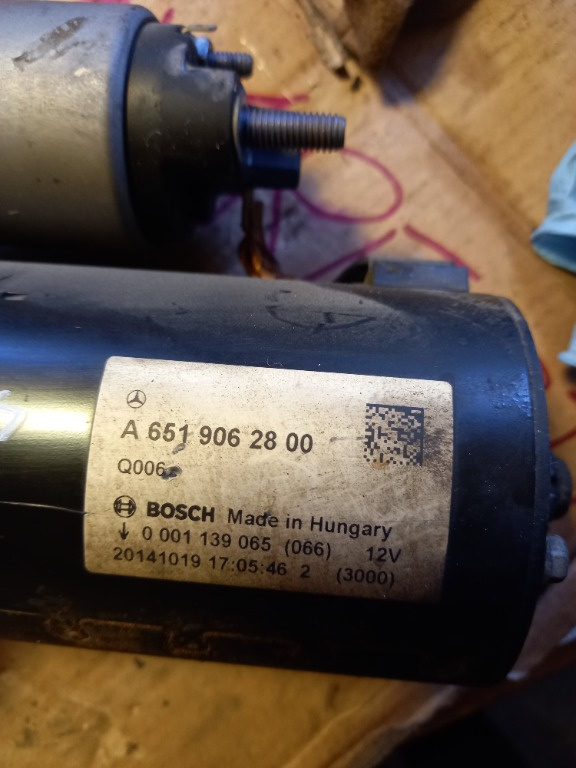 A 651 906 28 00
Q006
BOSCH Made in Hungary
0 001 139 065 (066) 12V
20141019 17:05:46 2 (3000)